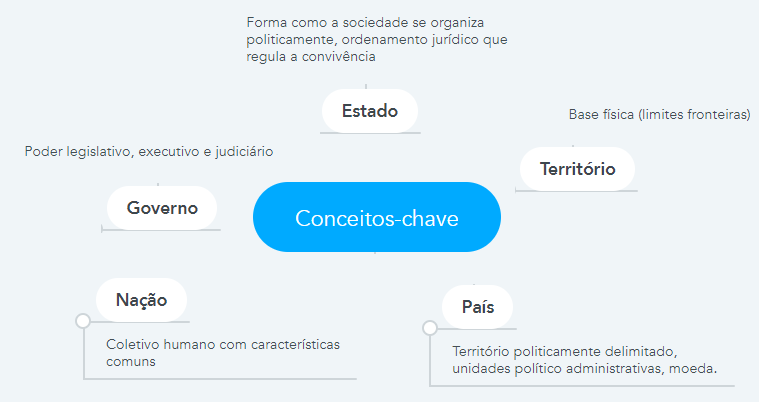 Forma como a sociedade se organiza
politicamente, ordenamento jurídico que
regula a convivência
Estado
Base física (limites fronteiras)
Território
Poder legislativo, executivo e judiciário
Governo
Conceitos-chave
Nação
Coletivo humano com características
comuns
País
Território politicamente delimitado,
unidades político administrativas, moeda.